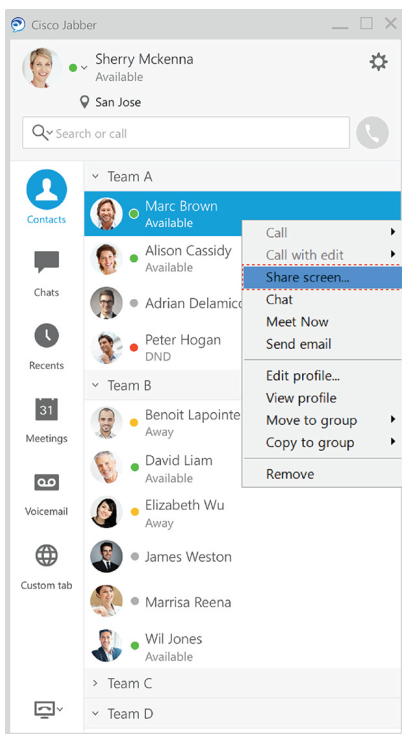 Cisco Jabber
Sherry Mckenna
Available
San Jose
Search or call
Contacts
Chats
Recents
31
Meetings
Voicemail
Custom tab
Team A
Marc Brown
Available
Alison Cassidy
Available
Adrian Delamico
Peter Hogan
DND
Team B
Benoit Lapointe
Away
David Liam
Available
Elizabeth Wu
Away
James Weston
Marrisa Reena
Wil Jones
Available
Team C
Team D
Call
Call with edit
Share screen...
Chat
Meet Now
Send email
Edit profile...
View profile
Move to group
Copy to group
Remove